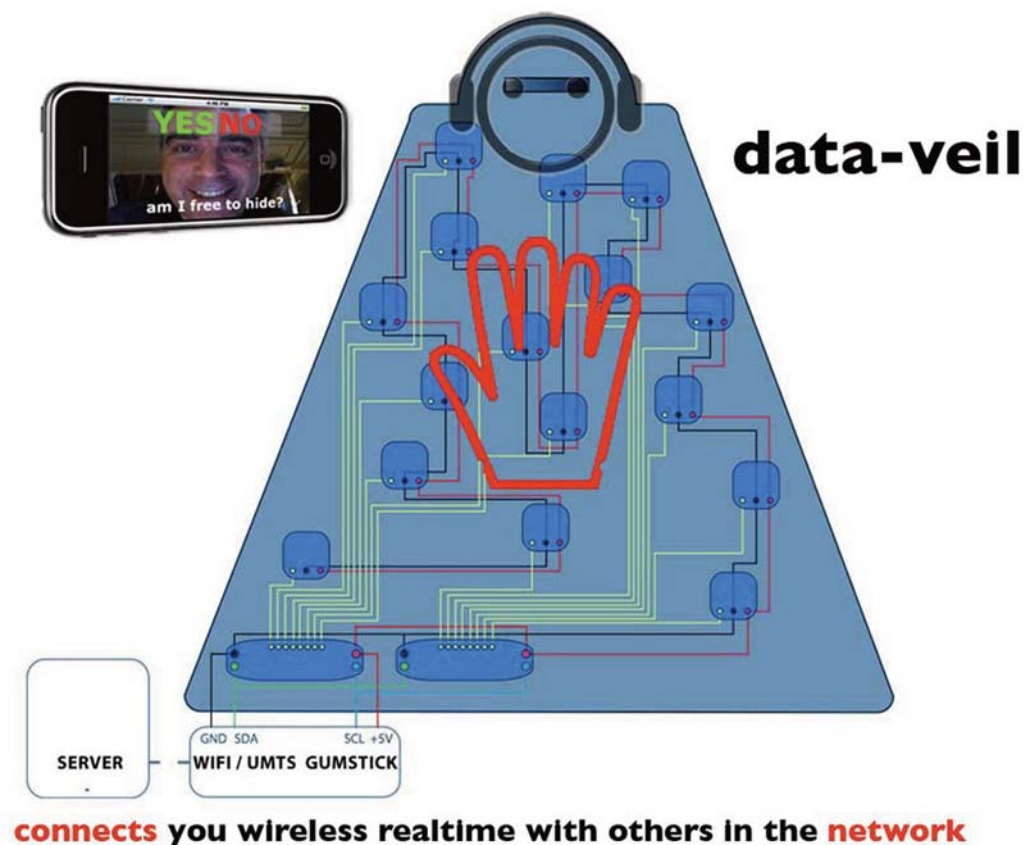 YES NO
am I free to hide?
data-veil
GND SDA SCL +5V
SERVER
WIFI / UMTS GUMSTICK
connects you wireless realtime with others in the network